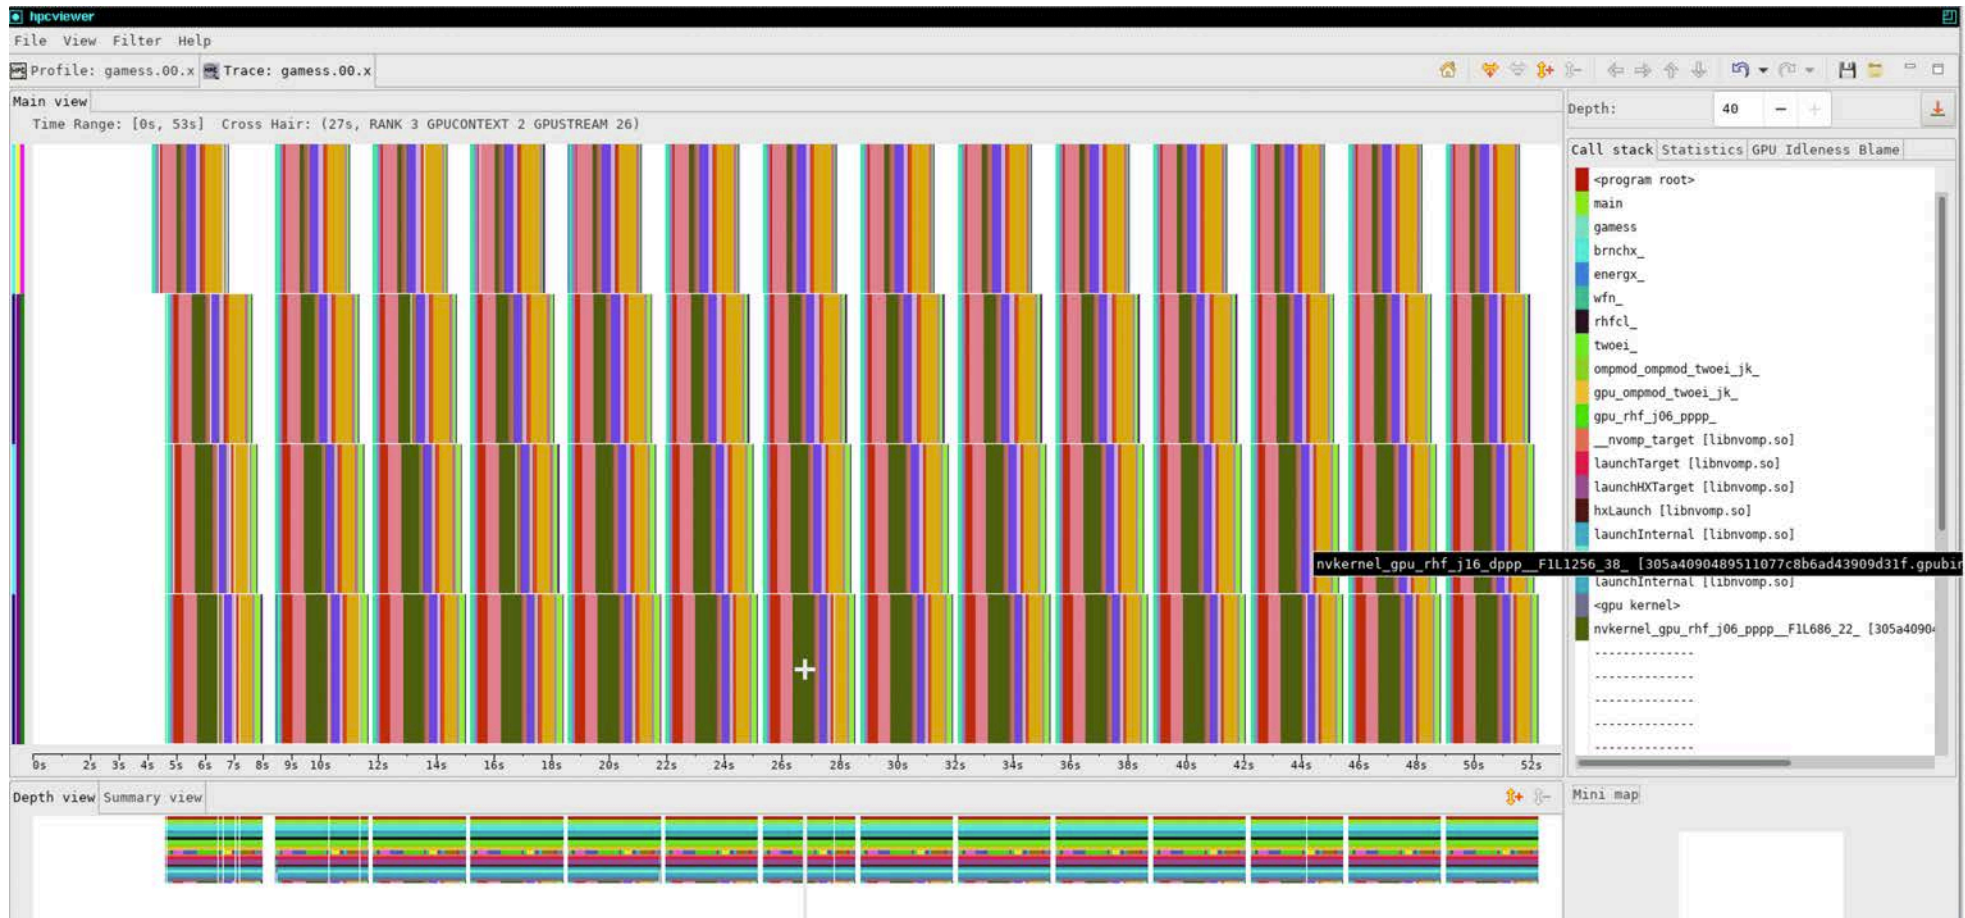 hpcviewer
File View Filter Help
Profile: gamess.00.x Trace: gamess.00.x
Main view
Time Range: [0s, 53s] Cross Hair: (27s, RANK 3 GPUCONTEXT 2 GPUSTREAM 26)
0s 2s 3s 4s 5s 6s 7s 8s 9s 10s 12s 14s 16s 18s 20s 22s 24s 26s 28s 30s 32s 34s 36s 38s 40s 42s 44s 46s 48s 50s 52s
Depth view Summary view
Depth: 40
Call stack Statistics GPU Idleness Blame
<program root>
main
gamess
brnchx_
energx_
wfn_
rhfcl_
twoei_
ompmod_ompmod_twoei_jk_
gpu_ompmod_twoei_jk_
gpu_rhf_j06_pppp_
__nvomp_target [libnvomp.so]
launchTarget [libnvomp.so]
launchHXTarget [libnvomp.so]
hxLaunch [libnvomp.so]
launchInternal [libnvomp.so]
nvkernel_gpu_rhf_j16_dppp__F1L1256_38_ [305a4090489511077c8b6ad43909d31f.gpubin
launchInternal [libnvomp.so]
<gpu kernel>
nvkernel_gpu_rhf_j06_pppp__F1L686_22_ [305a4090
--------------
--------------
--------------
--------------
--------------
Mini map